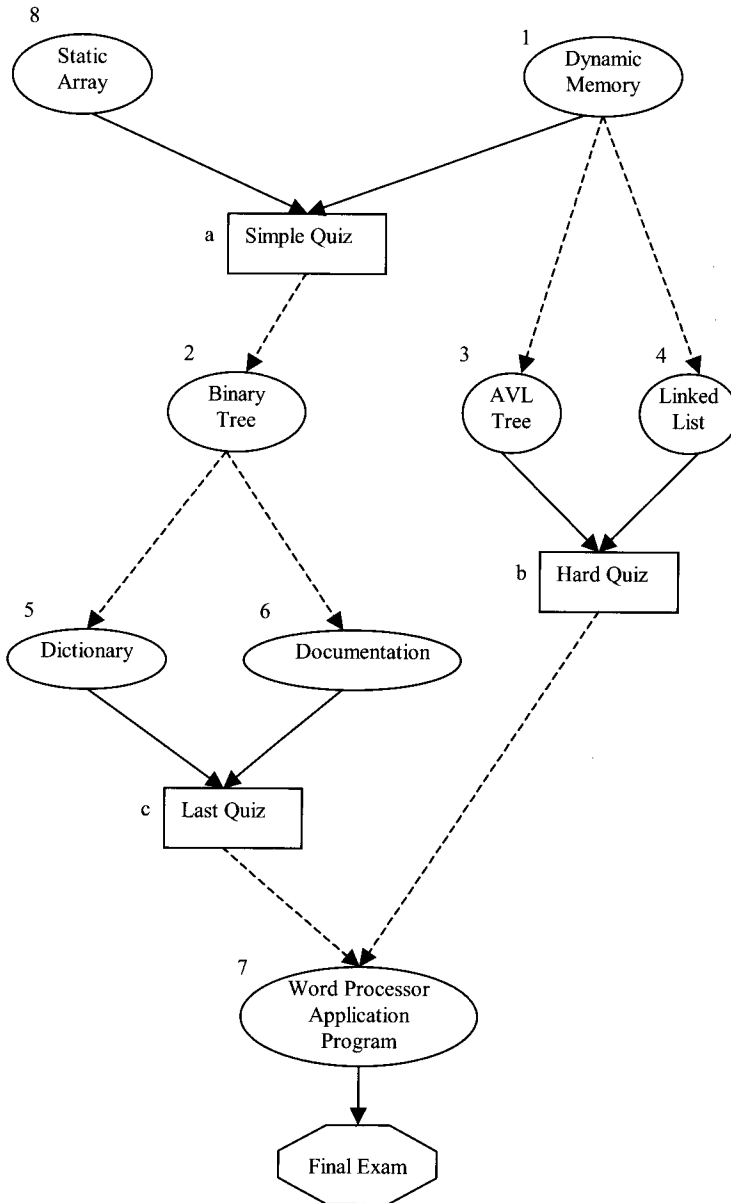 8
Static
Array
1
Dynamic
Memory
a
Simple Quiz
2
Binary
Tree
3
AVL
Tree
4
Linked
List
b
Hard Quiz
5
Dictionary
6
Documentation
c
Last Quiz
7
Word Processor
Application
Program
Final Exam